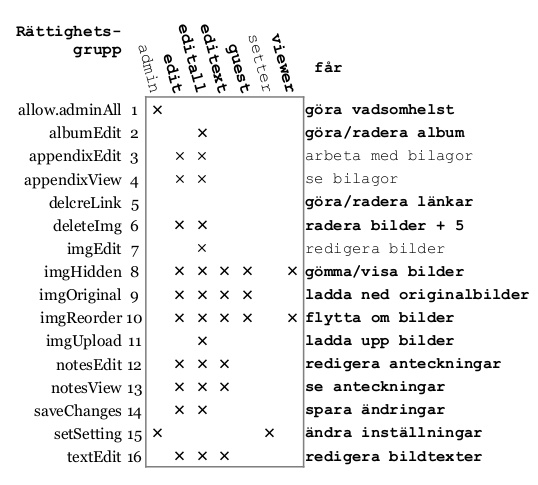 Rättighets-
grupp
admin edit editall editext guest setter viewer
får
allow.adminAll 1 × göra vadsomhelst
albumEdit 2 × göra/radera album
appendixEdit 3 × × arbeta med bilagor
appendixView 4 × × se bilagor
delcreLink 5 göra/radera länkar
deleteImg 6 × × radera bilder + 5
imgEdit 7 × redigera bilder
imgHidden 8 × × × × × gömma/visa bilder
imgOriginal 9 × × × × ladda ned originalbilder
imgReorder 10 × × × × × flytta om bilder
imgUpload 11 × ladda upp bilder
notesEdit 12 × × × redigera anteckningar
notesView 13 × × × se anteckningar
saveChanges 14 × × spara ändringar
setSetting 15 × × ändra inställningar
textEdit 16 × × × redigera bildtexter